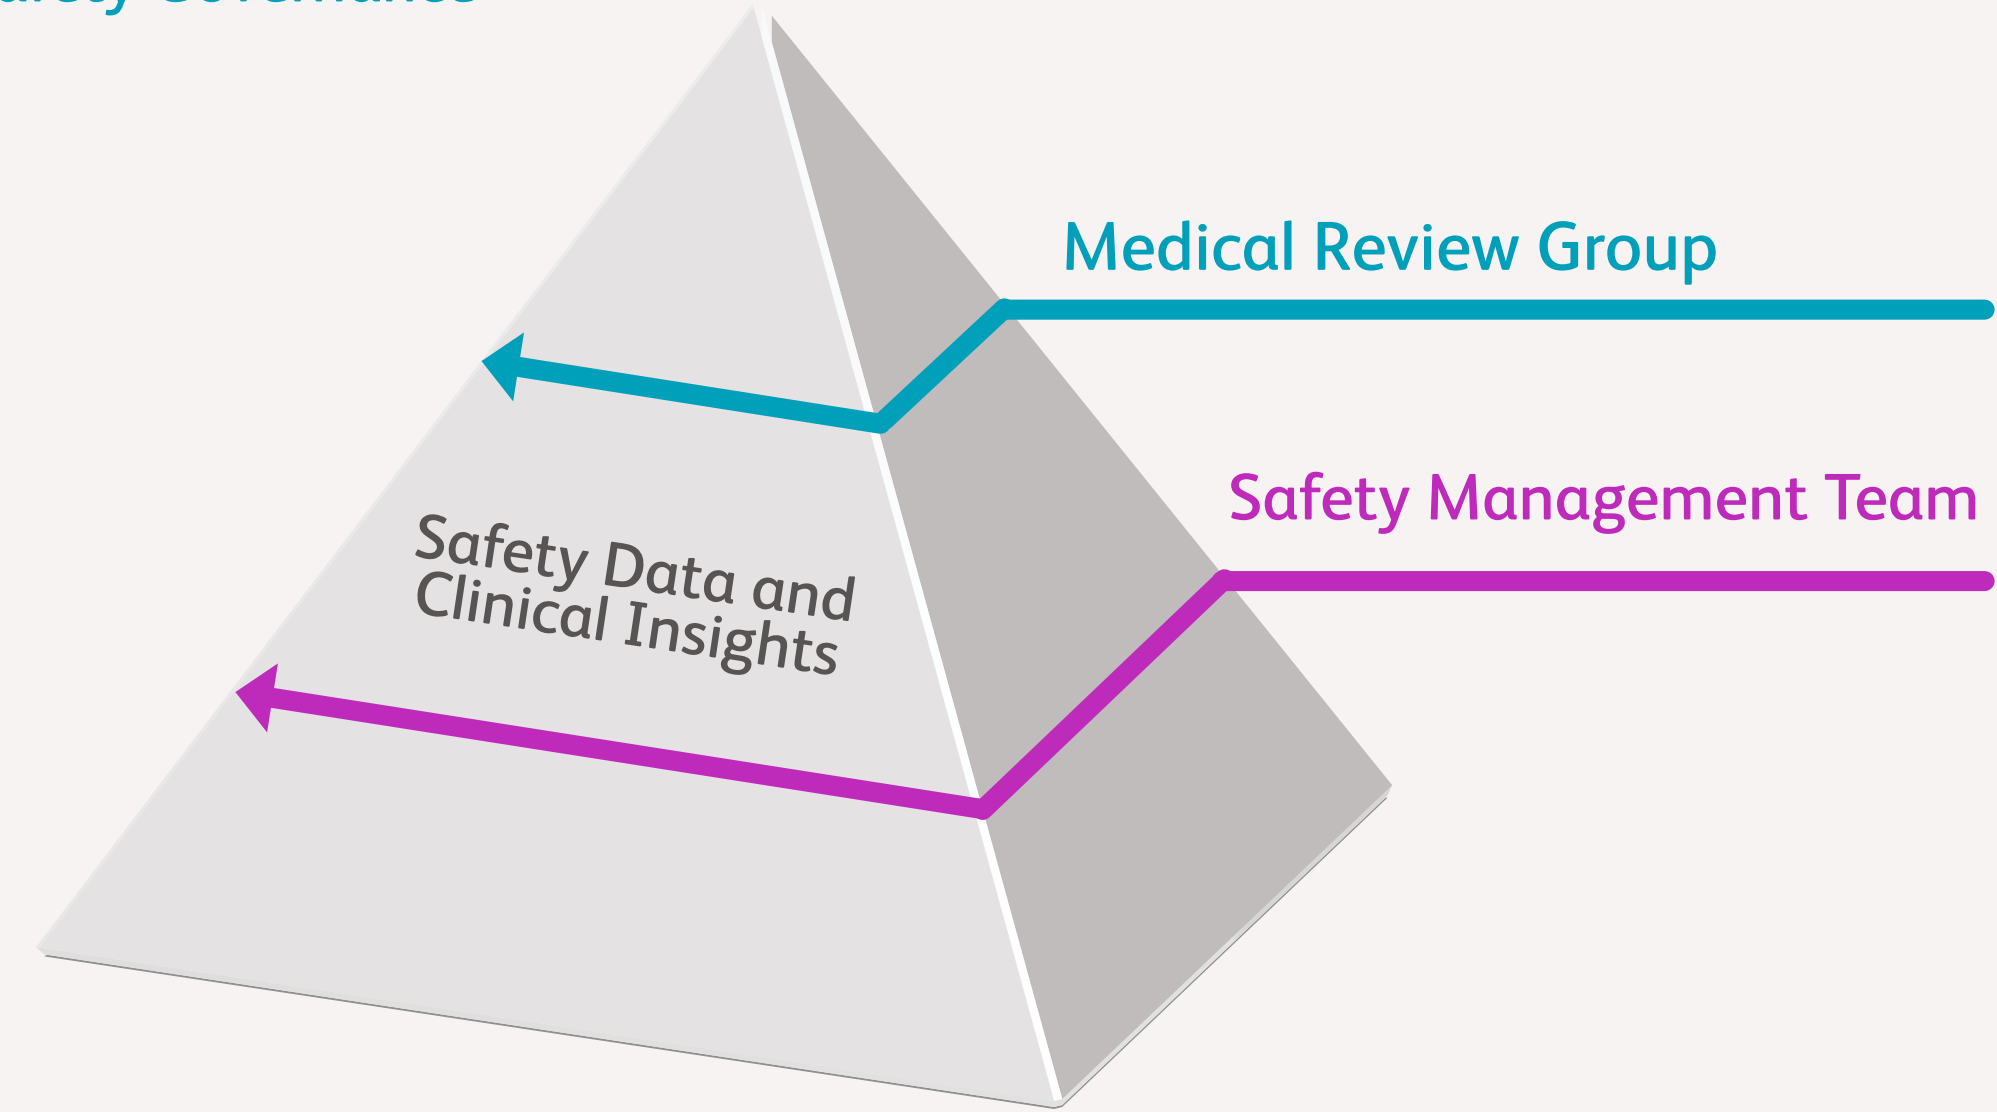 Medical Review Group
Safety Management Team
Safety Data and
Clinical Insights